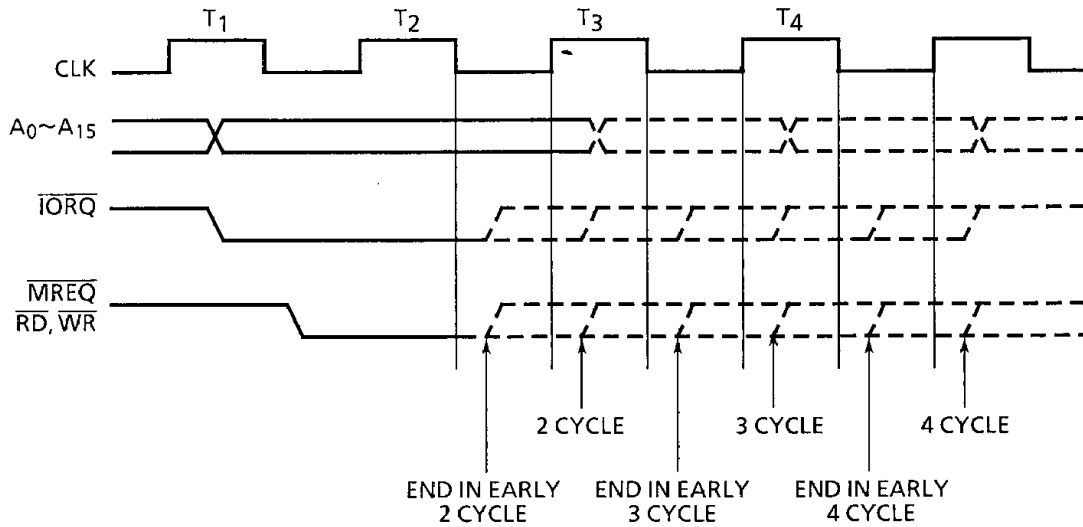 T1 T2 T3 T4
CLK
A0~A15
IORQ
MREQ
RD, WR
2 CYCLE 3 CYCLE 4 CYCLE
END IN EARLY END IN EARLY END IN EARLY
2 CYCLE 3 CYCLE 4 CYCLE